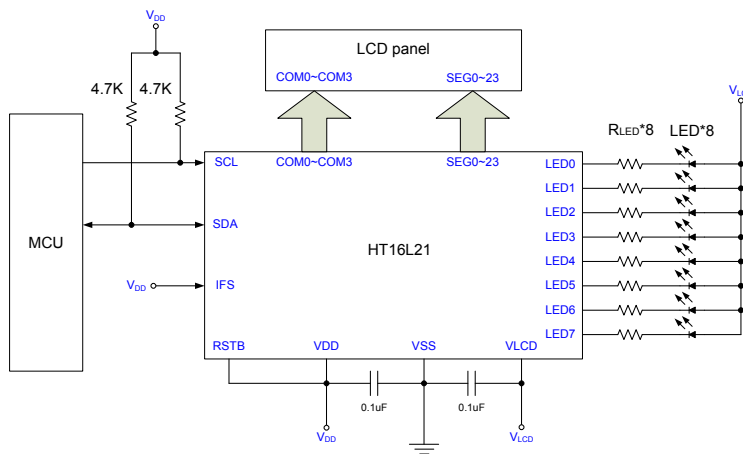 VDD
LCD panel
COM0~COM3 SEG0~23
4.7K 4.7K
RLED*8 LED*8
SCL COM0~COM3 SEG0~23 LED0
LED1
SDA LED2
MCU HT16L21 LED3
LED4
VDD IFS LED5
LED6
LED7
RSTB VDD VSS VLCD
0.1uF 0.1uF
VDD VLCD